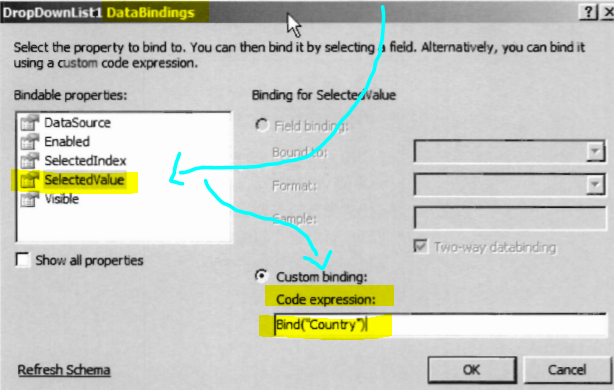 DropDownList1 DataBindings
Select the property to bind to. You can then bind it by selecting a field. Alternatively, you can bind it
using a custom code expression.
Bindable properties:
DataSource
Enabled
SelectedIndex
SelectedValue
Visible
Show all properties
Binding for SelectedValue
Field binding:
Bound to:
Format:
Sample:
Two-way databinding
Custom binding:
Code expression:
Bind("Country")
Refresh Schema
OK
Cancel